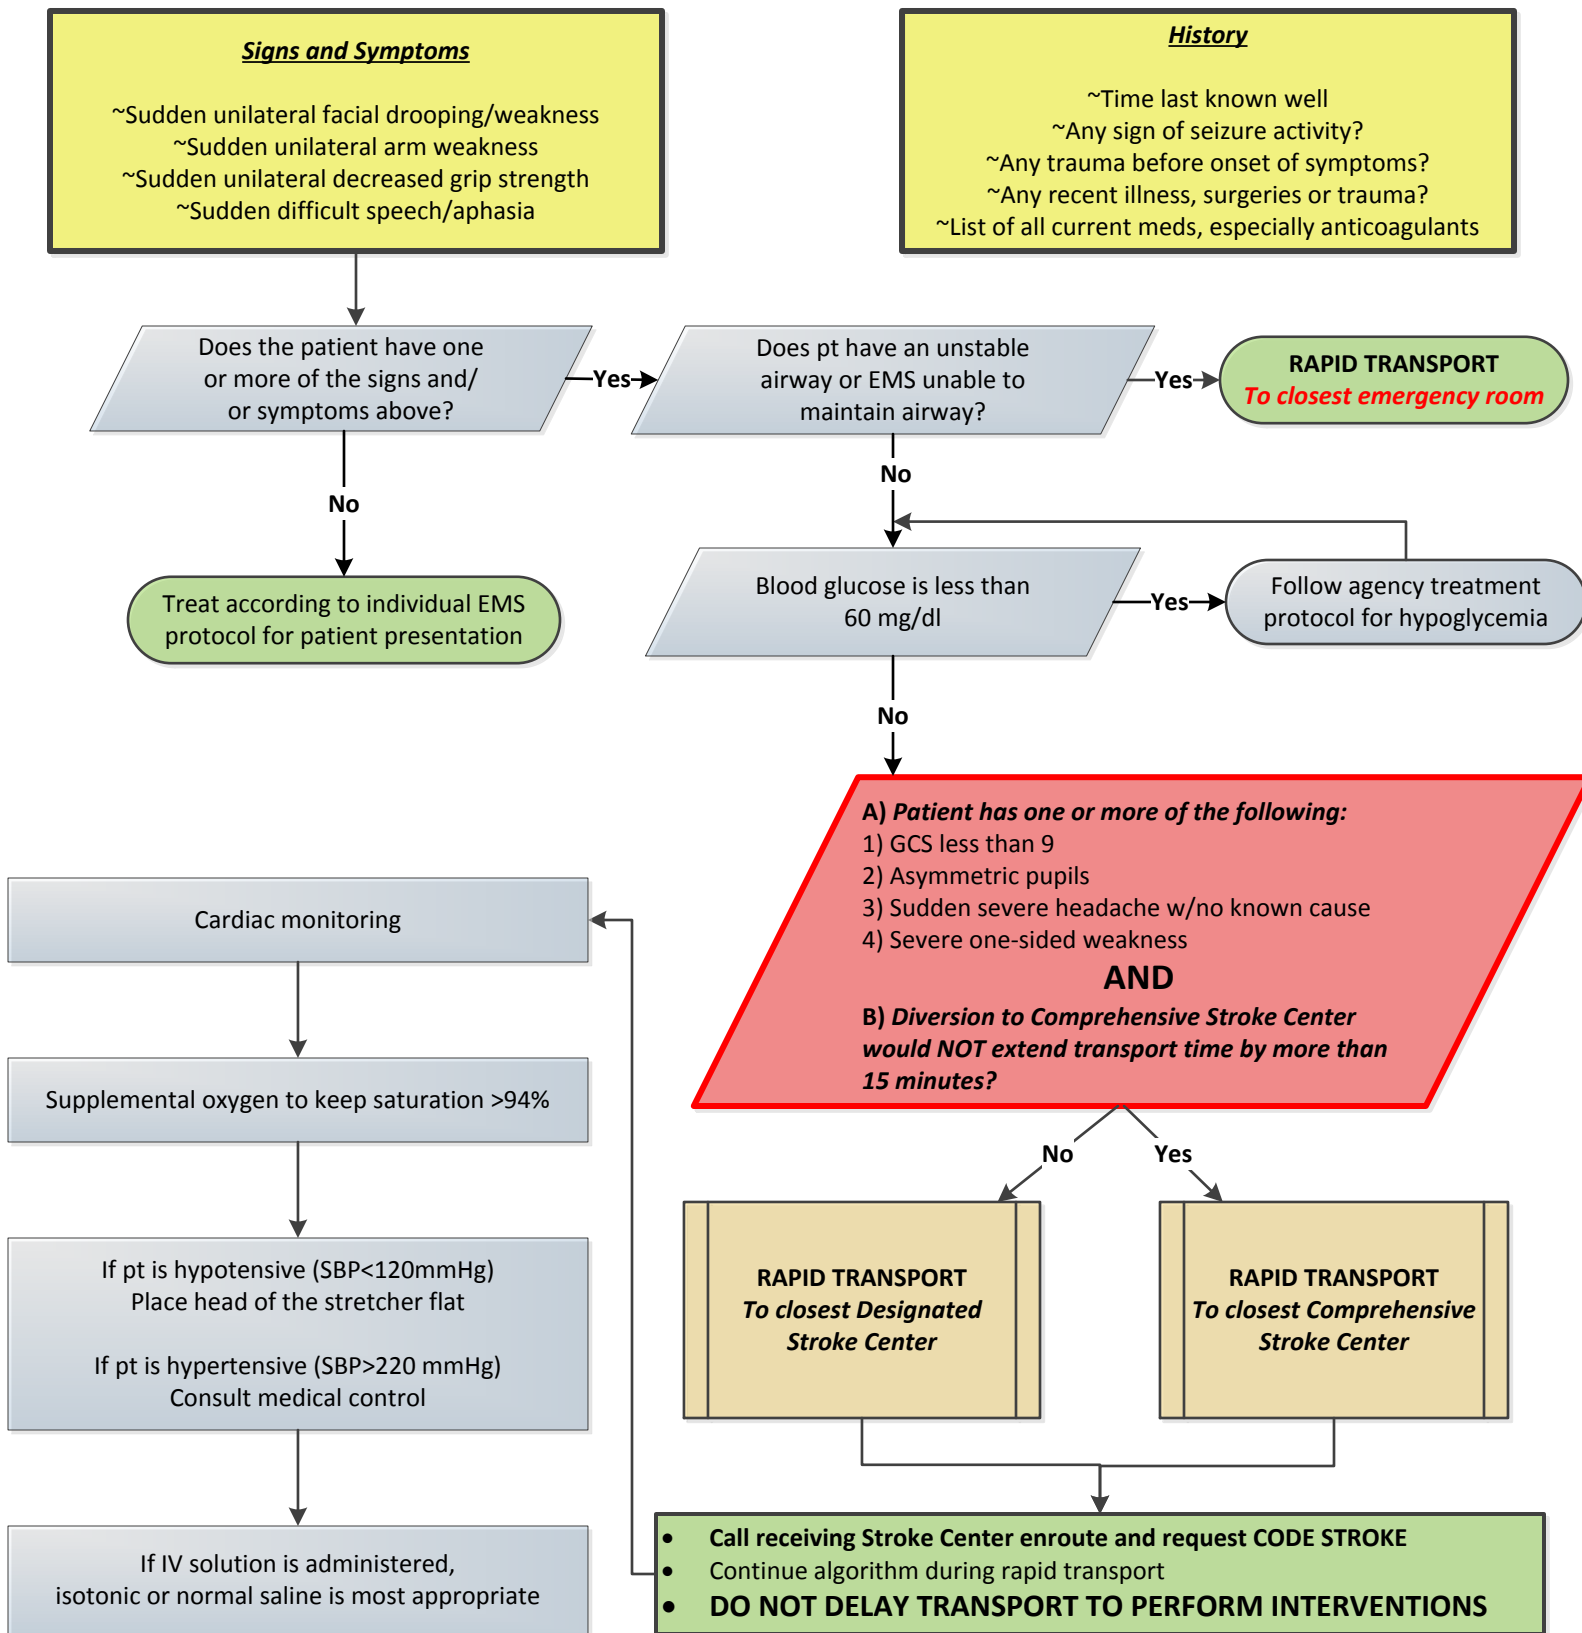 Signs and Symptoms
~Sudden unilateral facial drooping/weakness
~Sudden unilateral arm weakness
~Sudden unilateral decreased grip strength
~Sudden difficult speech/aphasia
History
~Time last known well
~Any sign of seizure activity?
~Any trauma before onset of symptoms?
~Any recent illness, surgeries or trauma?
~List of all current meds, especially anticoagulants
Does the patient have one
or more of the signs and/
or symptoms above?
Yes
Does pt have an unstable
airway or EMS unable to
maintain airway?
Yes
RAPID TRANSPORT
To closest emergency room
No
No
Treat according to individual EMS
protocol for patient presentation
Blood glucose is less than
60 mg/dl
Yes
Follow agency treatment
protocol for hypoglycemia
No
A) Patient has one or more of the following:
1) GCS less than 9
2) Asymmetric pupils
3) Sudden severe headache w/no known cause
4) Severe one-sided weakness
AND
B) Diversion to Comprehensive Stroke Center
would NOT extend transport time by more than
15 minutes?
No
Yes
RAPID TRANSPORT
To closest Designated
Stroke Center
RAPID TRANSPORT
To closest Comprehensive
Stroke Center
• Call receiving Stroke Center enroute and request CODE STROKE
• Continue algorithm during rapid transport
• DO NOT DELAY TRANSPORT TO PERFORM INTERVENTIONS
Cardiac monitoring
Supplemental oxygen to keep saturation >94%
If pt is hypotensive (SBP<120mmHg)
Place head of the stretcher flat
If pt is hypertensive (SBP>220 mmHg)
Consult medical control
If IV solution is administered,
isotonic or normal saline is most appropriate